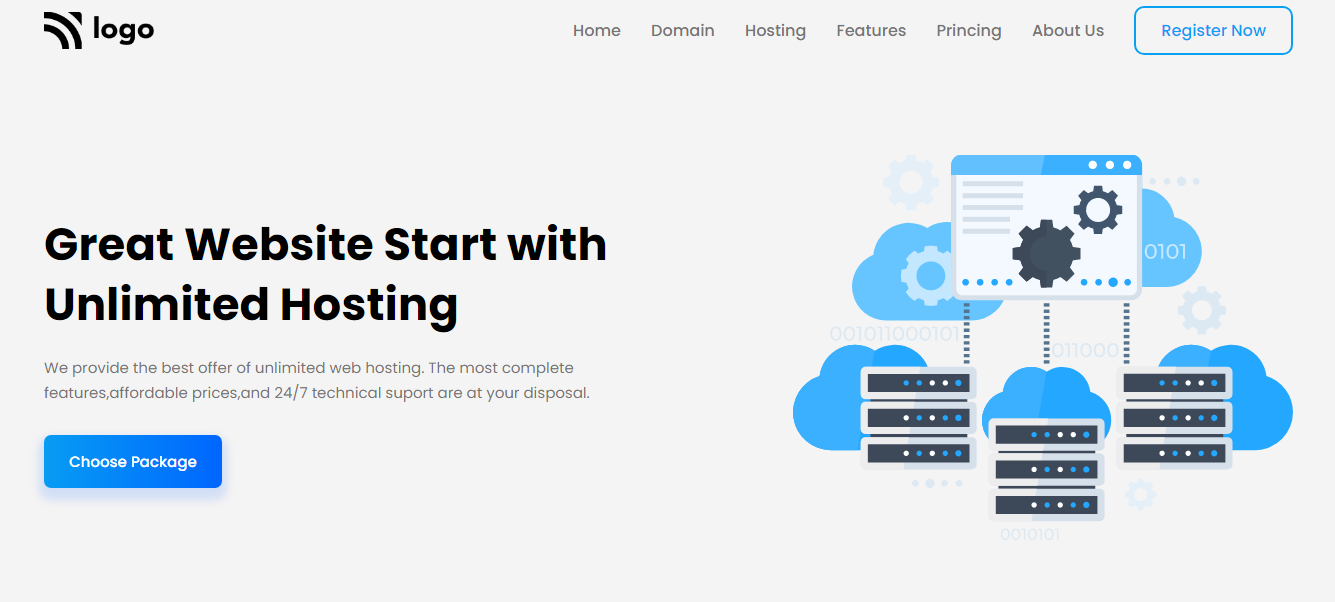 logo
Home Domain Hosting Features Princing About Us Register Now
Great Website Start with
Unlimited Hosting
We provide the best offer of unlimited web hosting. The most complete
features,affordable prices,and 24/7 technical suport are at your disposal.
Choose Package
0101
001011000101
011000
0010101